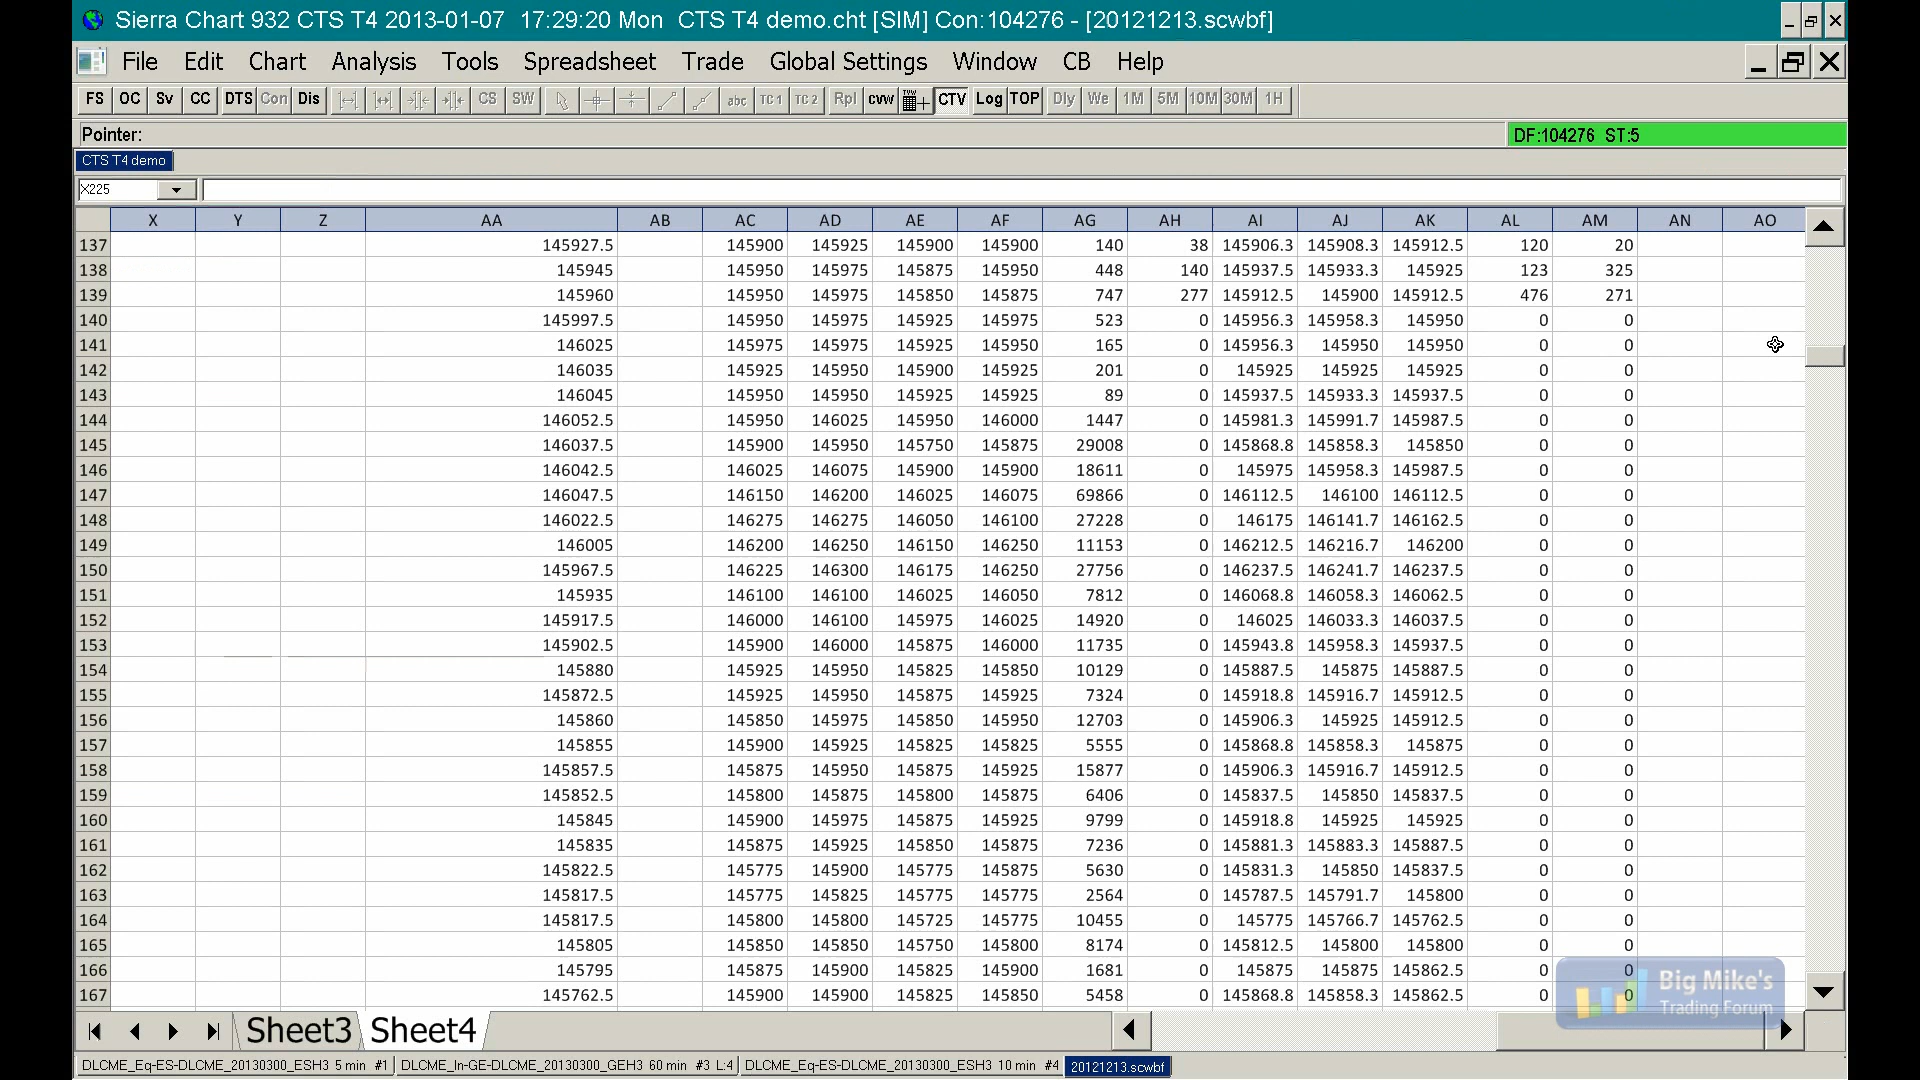 Sierra Chart 932 CTS T4 2013-01-07 17:29:20 Mon CTS T4 demo.cht [SIM] Con:104276 - [20121213.scwbf]
File Edit Chart Analysis Tools Spreadsheet Trade Global Settings Window CB Help
FS OC Sv CC DTS Con Dis CS SW abc TC 1 TC 2 Rpl CVW TVW CTV Log TOP Dly We 1M 5M 10M 30M 1H
Pointer: DF:104276 ST:5
CTS T4 demo
X225
X Y Z AA AB AC AD AE AF AG AH AI AJ AK AL AM AN AO
137 145927.5 145900 145925 145900 145900 140 38 145906.3 145908.3 145912.5 120 20
138 145945 145950 145975 145875 145950 448 140 145937.5 145933.3 145925 123 325
139 145960 145950 145975 145850 145875 747 277 145912.5 145900 145912.5 476 271
140 145997.5 145950 145975 145925 145975 523 0 145956.3 145958.3 145950 0 0
141 146025 145975 145975 145925 145950 165 0 145956.3 145950 145950 0 0
142 146035 145925 145950 145900 145925 201 0 145925 145925 145925 0 0
143 146045 145950 145950 145925 145925 89 0 145937.5 145933.3 145937.5 0 0
144 146052.5 145950 146025 145950 146000 1447 0 145981.3 145991.7 145987.5 0 0
145 146037.5 145900 145950 145750 145875 29008 0 145868.8 145858.3 145850 0 0
146 146042.5 146025 146075 145900 145900 18611 0 145975 145958.3 145987.5 0 0
147 146047.5 146150 146200 146025 146075 69866 0 146112.5 146100 146112.5 0 0
148 146022.5 146275 146275 146050 146100 27228 0 146175 146141.7 146162.5 0 0
149 146005 146200 146250 146150 146250 11153 0 146212.5 146216.7 146200 0 0
150 145967.5 146225 146300 146175 146250 27756 0 146237.5 146241.7 146237.5 0 0
151 145935 146100 146100 146025 146050 7812 0 146068.8 146058.3 146062.5 0 0
152 145917.5 146000 146100 145975 146025 14920 0 146025 146033.3 146037.5 0 0
153 145902.5 145900 146000 145875 146000 11735 0 145943.8 145958.3 145937.5 0 0
154 145880 145925 145950 145825 145850 10129 0 145887.5 145875 145887.5 0 0
155 145872.5 145925 145950 145875 145925 7324 0 145918.8 145916.7 145912.5 0 0
156 145860 145850 145975 145850 145950 12703 0 145906.3 145925 145912.5 0 0
157 145855 145900 145925 145825 145825 5555 0 145868.8 145858.3 145875 0 0
158 145857.5 145875 145950 145875 145925 15877 0 145906.3 145916.7 145912.5 0 0
159 145852.5 145800 145875 145800 145875 6406 0 145837.5 145850 145837.5 0 0
160 145845 145900 145975 145875 145925 9799 0 145918.8 145925 145925 0 0
161 145835 145875 145925 145850 145875 7236 0 145881.3 145883.3 145887.5 0 0
162 145822.5 145775 145900 145775 145875 5630 0 145831.3 145850 145837.5 0 0
163 145817.5 145775 145825 145775 145775 2564 0 145787.5 145791.7 145800 0 0
164 145817.5 145800 145800 145725 145775 10455 0 145775 145766.7 145762.5 0 0
165 145805 145850 145850 145750 145800 8174 0 145812.5 145800 145800 0 0
166 145795 145875 145900 145825 145900 1681 0 145875 145875 145862.5 0 0
167 145762.5 145900 145900 145825 145850 5458 0 145868.8 145858.3 145862.5 0 0
Big Mike's
Trading Forum
Sheet3 Sheet4
DLCME_Eq-ES-DLCME_20130300_ESH3 5 min #1 DLCME_In-GE-DLCME_20130300_GEH3 60 min #3 L:4 DLCME_Eq-ES-DLCME_20130300_ESH3 10 min #4 20121213.scwbf